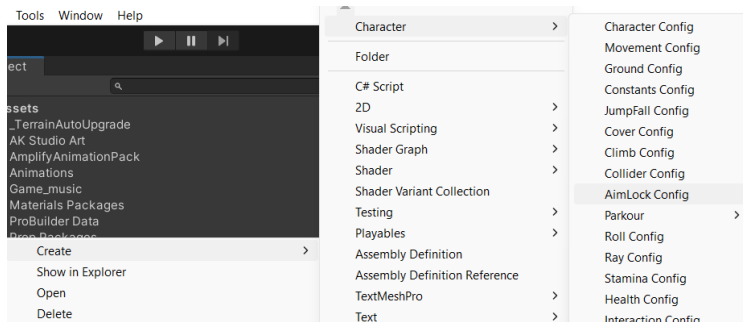 Tools Window Help
ect
ssets
_TerrainAutoUpgrade
AK Studio Art
AmplifyAnimationPack
Animations
Game_music
Materials Packages
ProBuilder Data
Prop Packages
Create
Show in Explorer
Open
Delete
Character
Folder
C# Script
2D
Visual Scripting
Shader Graph
Shader
Shader Variant Collection
Testing
Playables
Assembly Definition
Assembly Definition Reference
TextMeshPro
Text
Character Config
Movement Config
Ground Config
Constants Config
JumpFall Config
Cover Config
Climb Config
Collider Config
AimLock Config
Parkour
Roll Config
Ray Config
Stamina Config
Health Config
Interaction Config